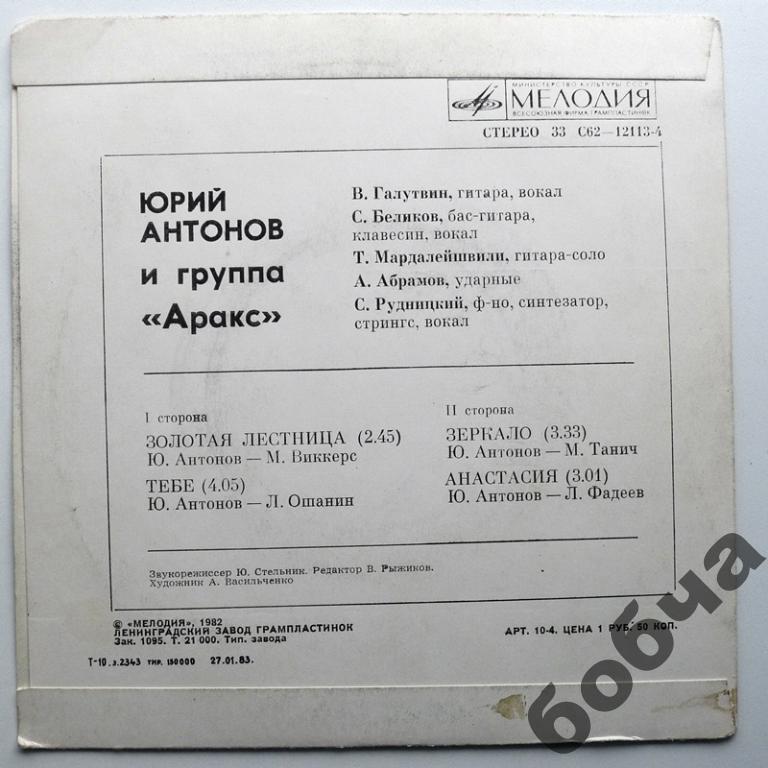 МИНИСТЕРСТВО КУЛЬТУРЫ СССР
МЕЛОДИЯ
ВСЕСОЮЗНАЯ ФИРМА ГРАМПЛАСТИНОК
СТЕРЕО 33 С62—12113-4
ЮРИЙ
АНТОНОВ
и группа
«Аракс»
В. Галутвин, гитара, вокал
С. Беликов, бас-гитара,
клавесин, вокал
Т. Мардалейшвили, гитара-соло
А. Абрамов, ударные
С. Рудницкий, ф-но, синтезатор,
стрингс, вокал
I сторона
ЗОЛОТАЯ ЛЕСТНИЦА (2.45)
Ю. Антонов — М. Виккерс
ТЕБЕ (4.05)
Ю. Антонов — Л. Ошанин
II сторона
ЗЕРКАЛО (3.33)
Ю. Антонов — М. Танич
АНАСТАСИЯ (3.01)
Ю. Антонов — Л. Фадеев
Звукорежиссер Ю. Стельник. Редактор В. Рыжиков.
Художник А. Васильченко
© «МЕЛОДИЯ», 1982
ЛЕНИНГРАДСКИЙ ЗАВОД ГРАМПЛАСТИНОК
Зак. 1095. Т. 21 000. Тип. завода
АРТ. 10-4. ЦЕНА 1 РУБ. 50 КОП.
Т-10. з.2343 тир. 150000 27.01.83.
бобча